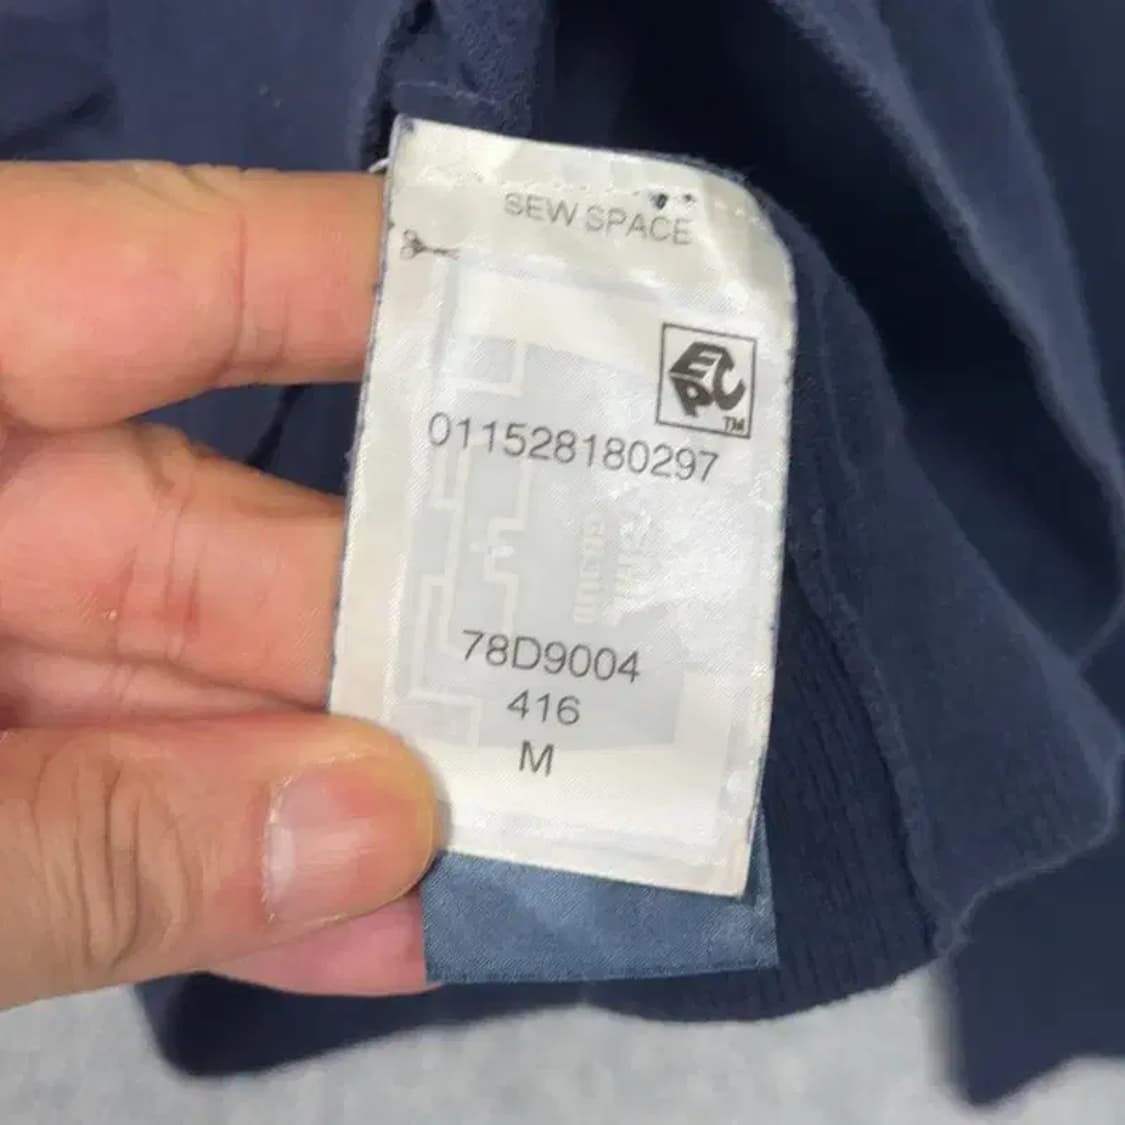 SEW SPACE
EPC
TM
011528180297
78D9004
416
M